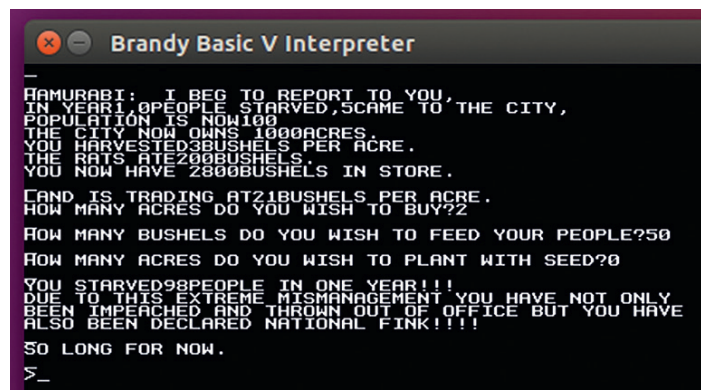 Brandy Basic V Interpreter
HAMURABI:  I BEG TO REPORT TO YOU,
IN YEAR1,0PEOPLE STARVED,5CAME TO THE CITY,
POPULATION IS NOW100
THE CITY NOW OWNS 1000ACRES.
YOU HARVESTED3BUSHELS PER ACRE.
THE RATS ATE200BUSHELS.
YOU NOW HAVE 2800BUSHELS IN STORE.
LAND IS TRADING AT21BUSHELS PER ACRE.
HOW MANY ACRES DO YOU WISH TO BUY?2
HOW MANY BUSHELS DO YOU WISH TO FEED YOUR PEOPLE?50
HOW MANY ACRES DO YOU WISH TO PLANT WITH SEED?0
YOU STARVED98PEOPLE IN ONE YEAR!!!
DUE TO THIS EXTREME MISMANAGEMENT YOU HAVE NOT ONLY
BEEN IMPEACHED AND THROWN OUT OF OFFICE BUT YOU HAVE
ALSO BEEN DECLARED NATIONAL FINK!!!!
SO LONG FOR NOW.
>_